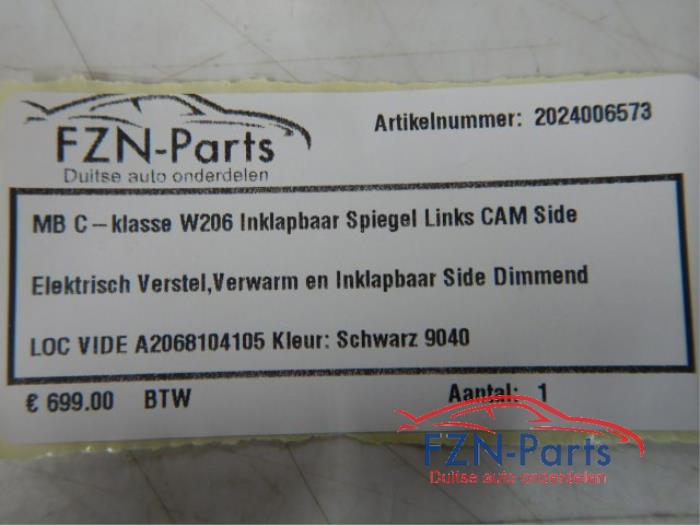 FZN-Parts
Duitse auto onderdelen
Artikelnummer: 2024006573
MB C-klasse W206 Inklapbaar Spiegel Links CAM Side
Elektrisch Verstel,Verwarm en Inklapbaar Side Dimmend
LOC VIDE A2068104105 Kleur: Schwarz 9040
€ 699.00 BTW
Aantal: 1
FZN-Parts
Duitse auto onderdelen